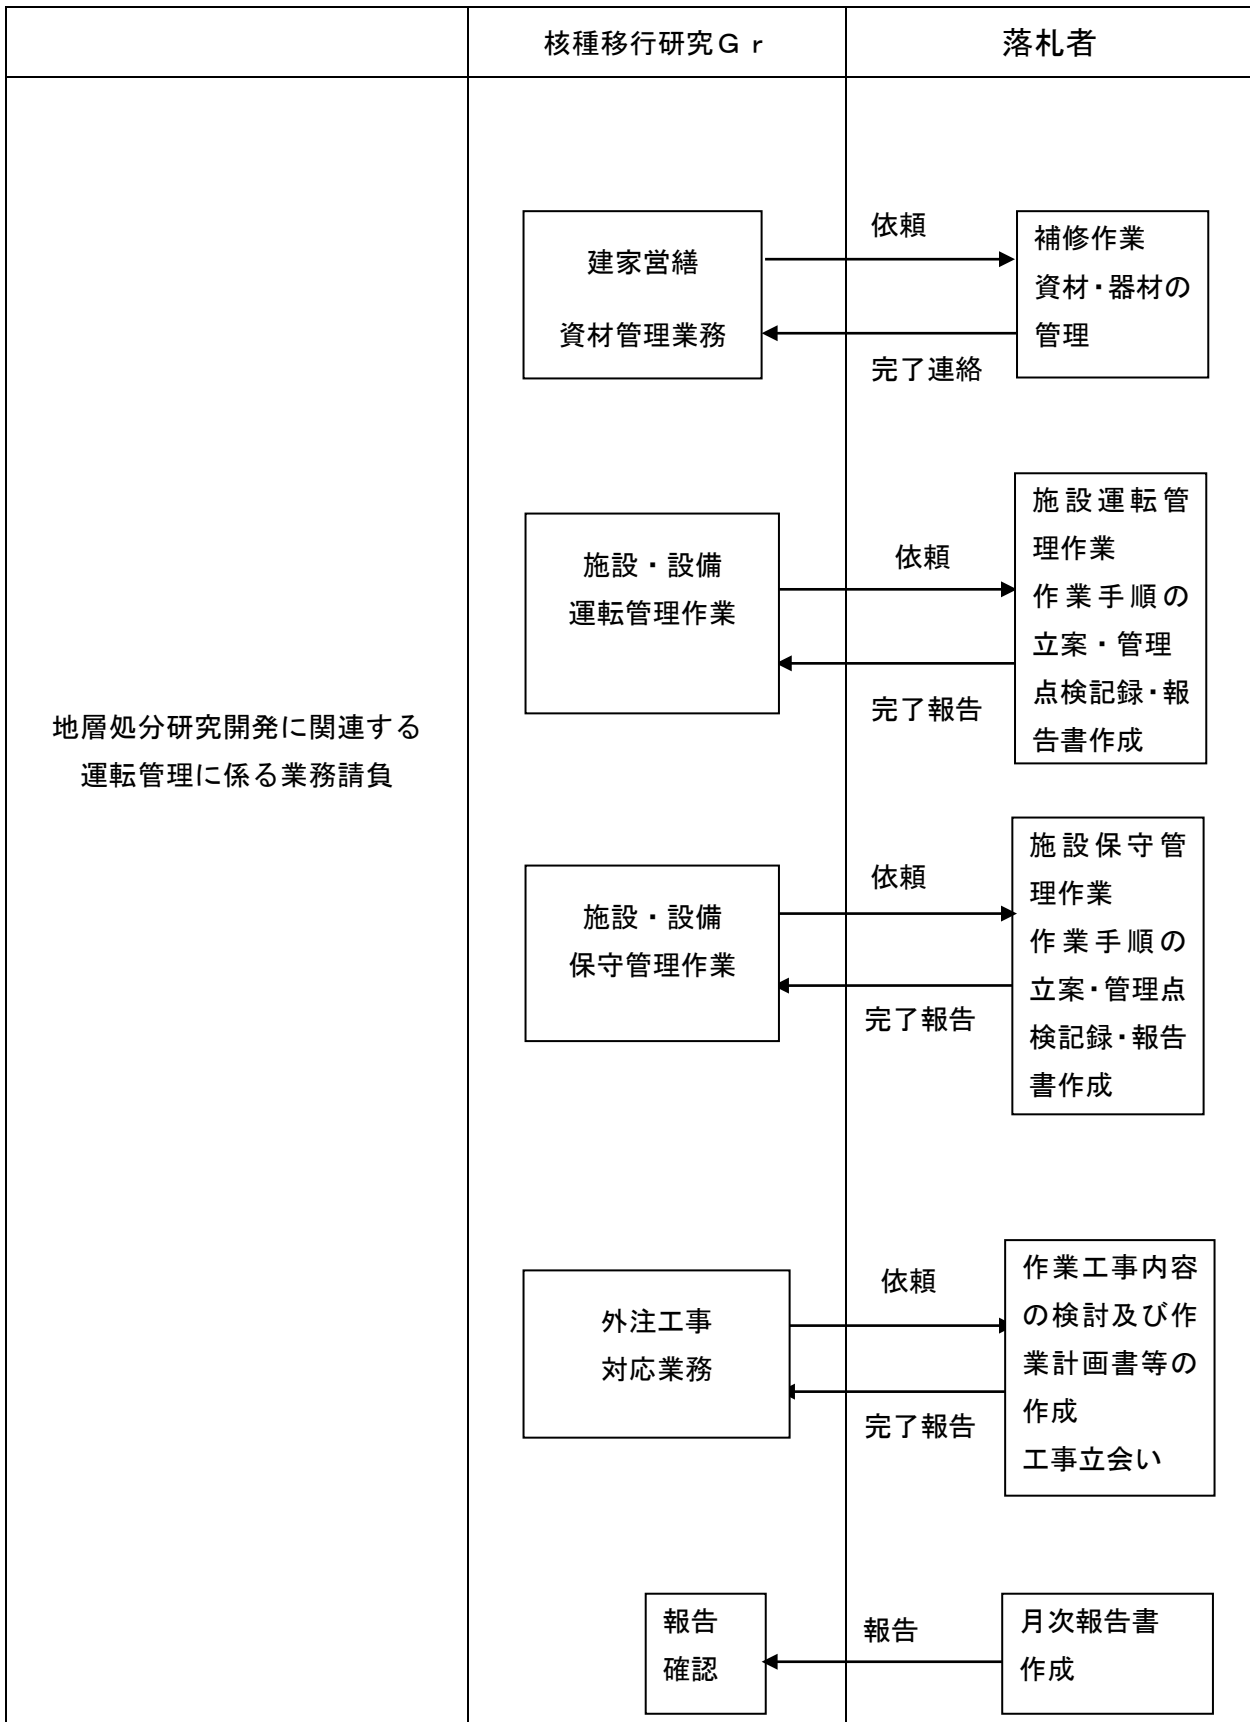 核種移行研究Ｇｒ
落札者
地層処分研究開発に関連する
運転管理に係る業務請負
建家営繕
資材管理業務
依頼
完了連絡
補修作業
資材・器材の
管理
施設・設備
運転管理作業
依頼
完了報告
施設運転管
理作業
作業手順の
立案・管理
点検記録・報
告書作成
施設・設備
保守管理作業
依頼
完了報告
施設保守管
理作業
作業手順の
立案・管理点
検記録・報告
書作成
外注工事
対応業務
依頼
完了報告
作業工事内容
の検討及び作
業計画書等の
作成
工事立会い
報告
確認
報告
月次報告書
作成